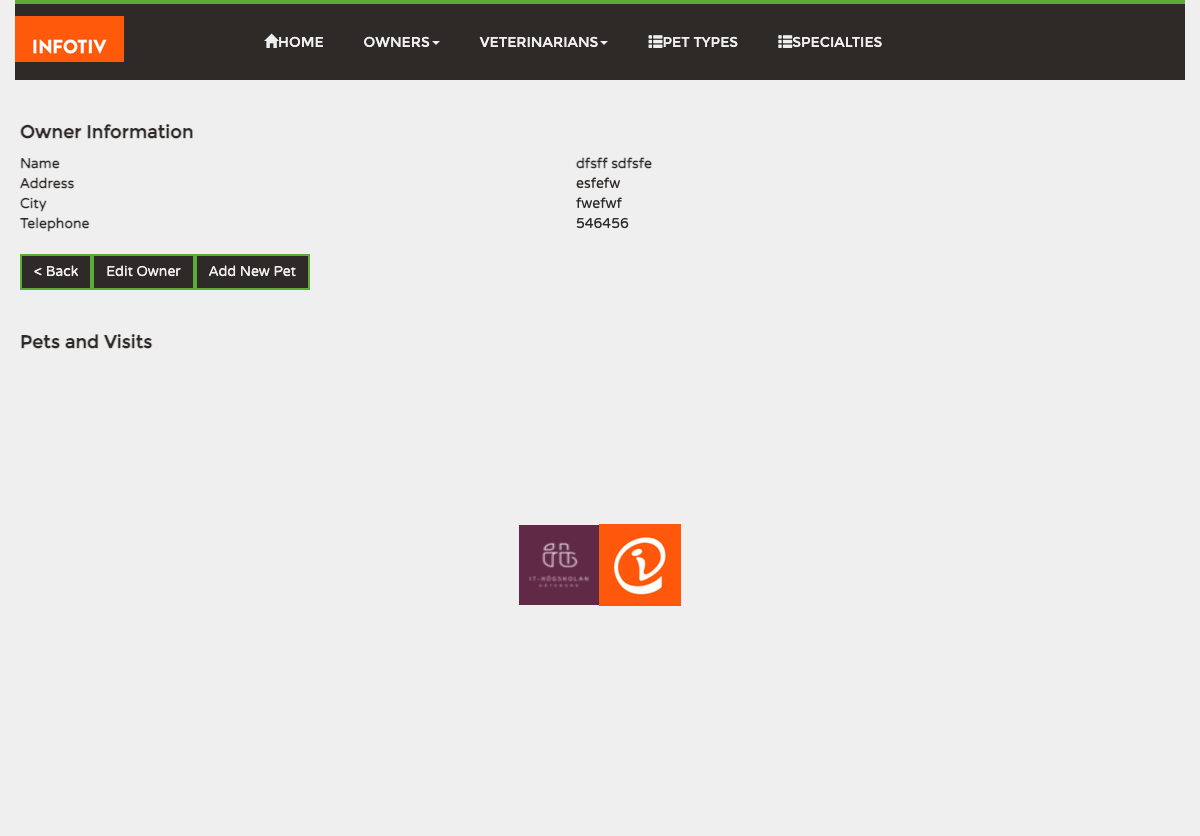 INFOTIV
HOME OWNERS VETERINARIANS PET TYPES SPECIALTIES
Owner Information
Name dfsff sdfsfe
Address esfefw
City fwefwf
Telephone 546456
< Back Edit Owner Add New Pet
Pets and Visits
IT-HÖGSKOLAN
GÖTEBORG